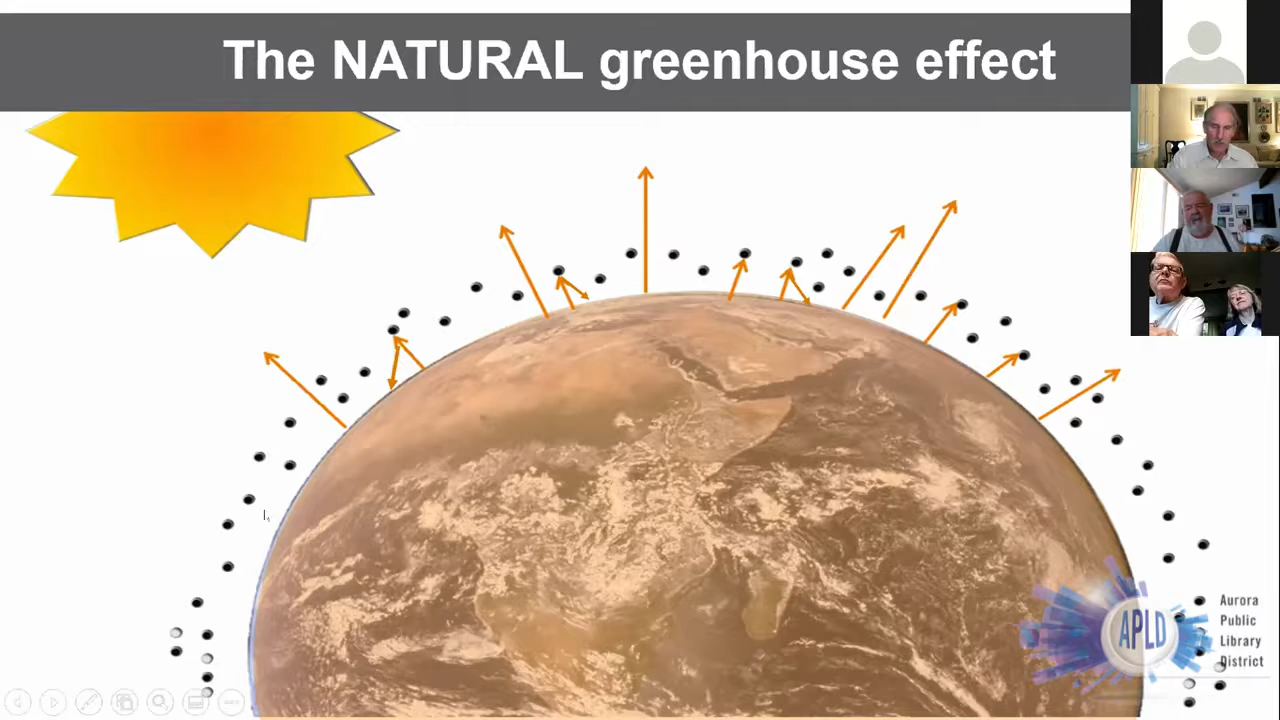 The NATURAL greenhouse effect
APLD
Aurora
Public
Library
District